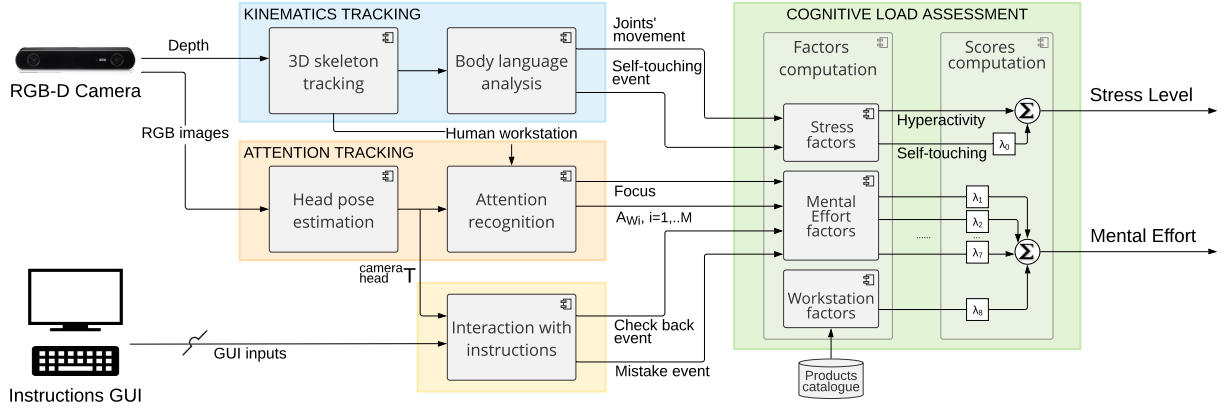 KINEMATICS TRACKING
COGNITIVE LOAD ASSESSMENT
Joints'
movement
Depth
3D skeleton
tracking
Body language
analysis
Factors
computation
Scores
computation
RGB-D Camera
Self-touching
event
Stress Level
Σ
Hyperactivity
Stress
factors
RGB images
Human workstation
λ0
Self-touching
ATTENTION TRACKING
Head pose
estimation
Attention
recognition
Focus
AWi, i=1,..M
Mental
Effort
factors
λ1
λ2
......
...
λ7
Σ
Mental Effort
camera
head T
Workstation
factors
λ8
Interaction with
instructions
Check back
event
GUI inputs
Mistake event
Products
catalogue
Instructions GUI